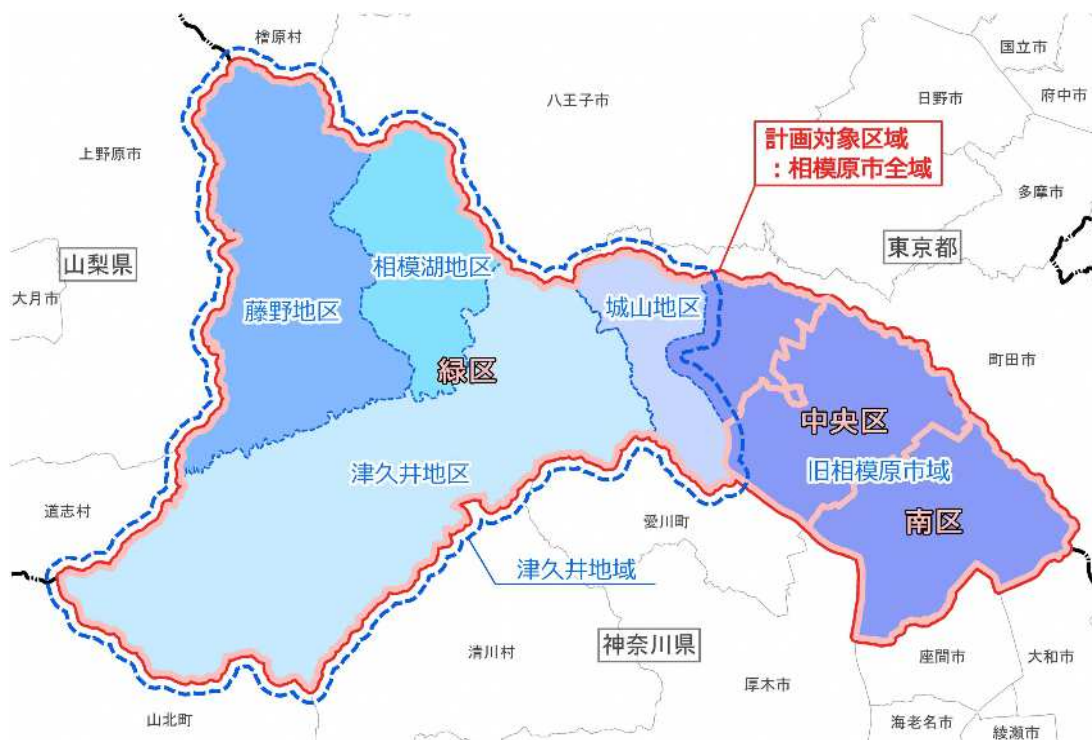 檜原村
国立市
八王子市
日野市
府中市
計画対象区域
：相模原市全域
上野原市
多摩市
山梨県
東京都
相模湖地区
大月市
藤野地区
城山地区
町田市
緑区
中央区
津久井地区
旧相模原市域
道志村
愛川町
南区
津久井地域
清川村
神奈川県
座間市
大和市
厚木市
山北町
海老名市
綾瀬市